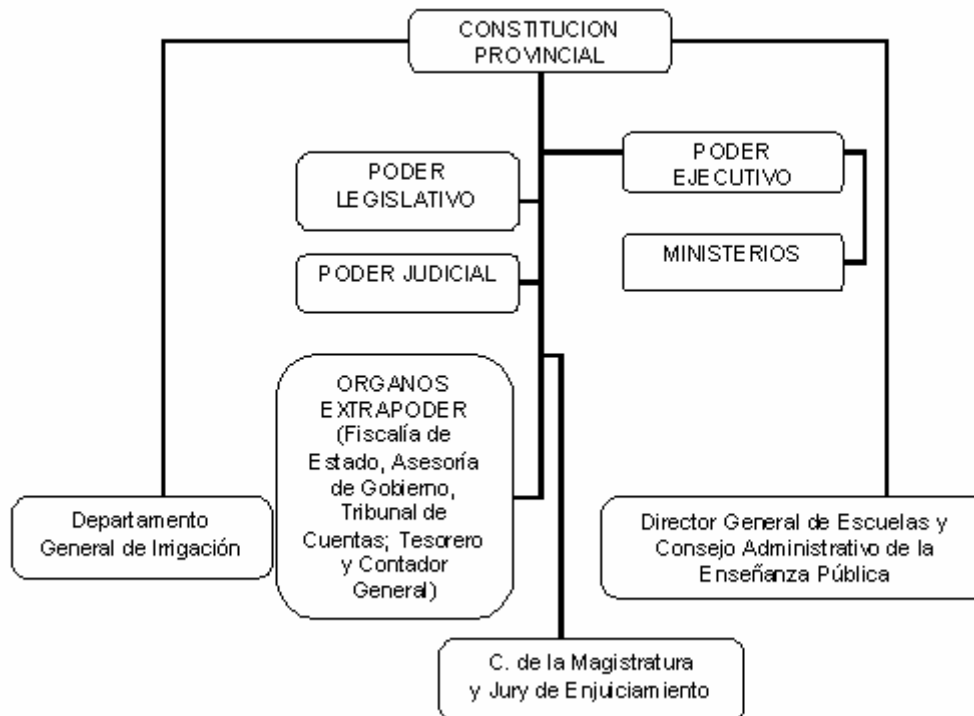 CONSTITUCION
PROVINCIAL
PODER
LEGISLATIVO
PODER
EJECUTIVO
PODER JUDICIAL
MINISTERIOS
ORGANOS
EXTRAPODER
(Fiscalía de
Estado, Asesoría
de Gobierno,
Tribunal de
Cuentas; Tesorero
y Contador
General)
Departamento
General de Irrigación
Director General de Escuelas y
Consejo Administrativo de la
Enseñanza Pública
C. de la Magistratura
y Jury de Enjuiciamiento